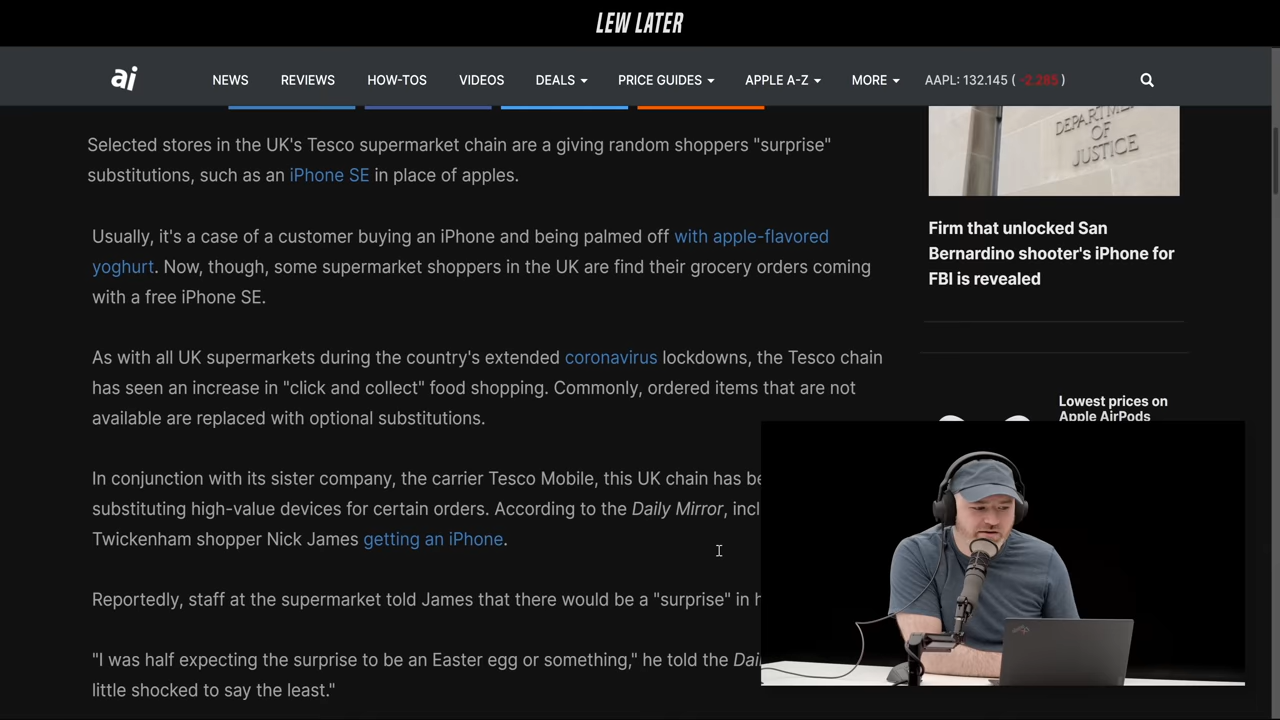 LEW LATER
ai
NEWS
REVIEWS
HOW-TOS
VIDEOS
DEALS
PRICE GUIDES
APPLE A-Z
MORE
AAPL: 132.145 ( -2.285 )
Selected stores in the UK's Tesco supermarket chain are a giving random shoppers "surprise"
substitutions, such as an iPhone SE in place of apples.
Usually, it's a case of a customer buying an iPhone and being palmed off with apple-flavored
yoghurt. Now, though, some supermarket shoppers in the UK are find their grocery orders coming
with a free iPhone SE.
As with all UK supermarkets during the country's extended coronavirus lockdowns, the Tesco chain
has seen an increase in "click and collect" food shopping. Commonly, ordered items that are not
available are replaced with optional substitutions.
In conjunction with its sister company, the carrier Tesco Mobile, this UK chain has
substituting high-value devices for certain orders. According to the Daily Mirror,
Twickenham shopper Nick James getting an iPhone.
Reportedly, staff at the supermarket told James that there would be a "surprise" in
"I was half expecting the surprise to be an Easter egg or something," he told the
little shocked to say the least."
DEPARTMENT
OF
JUSTICE
Firm that unlocked San
Bernardino shooter's iPhone for
FBI is revealed
Lowest prices on
Apple AirPods